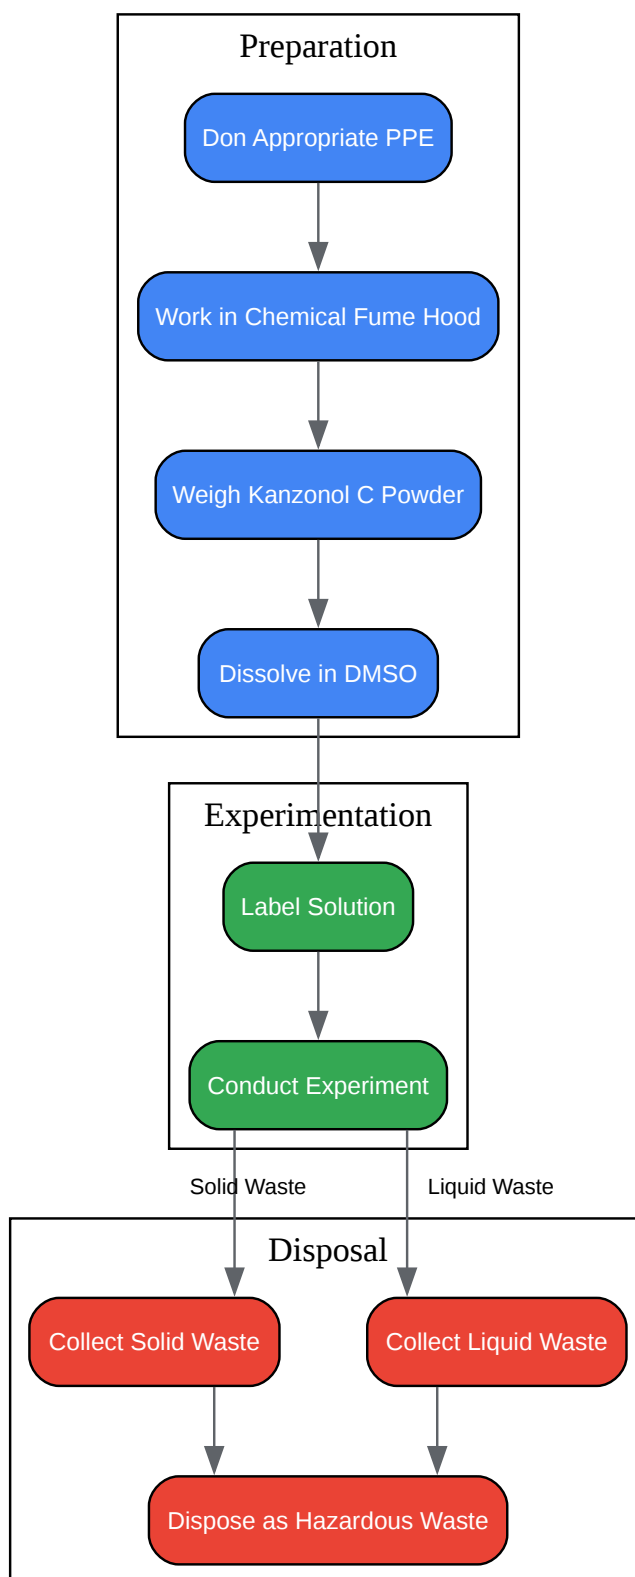 Preparation
Don Appropriate PPE
Work in Chemical Fume Hood
Weigh Kanzonol C Powder
Dissolve in DMSO
Experimentation
Label Solution
Conduct Experiment
Solid Waste
Liquid Waste
Disposal
Collect Solid Waste
Collect Liquid Waste
Dispose as Hazardous Waste